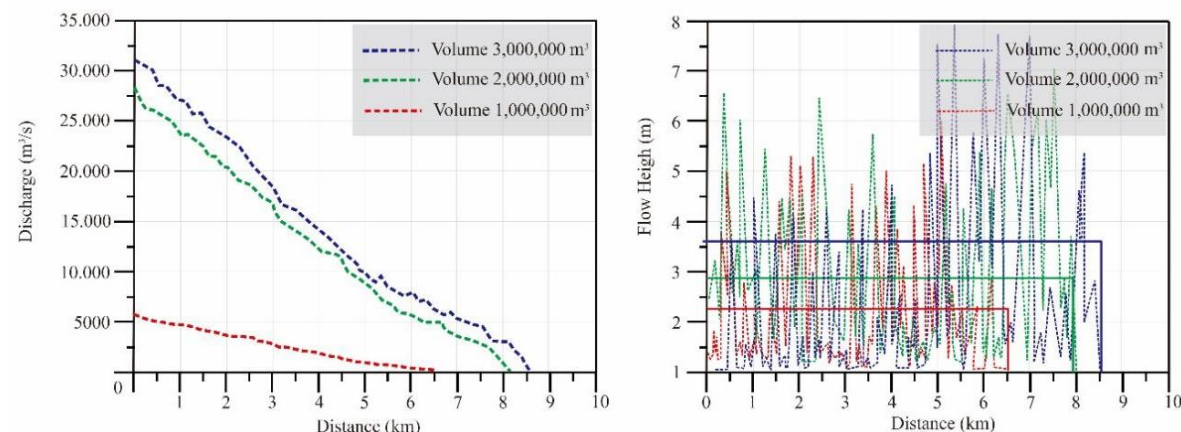 35.000
30.000
25.000
20.000
15.000
10.000
5000
0
1 2 3 4 5 6 7 8 9 10
Discharge (m³/s)
Distance (km)
Volume 3,000,000 m³
Volume 2,000,000 m³
Volume 1,000,000 m³
8
7
6
5
4
3
2
1
0 1 2 3 4 5 6 7 8 9 10
Flow Heigh (m)
Distance (km)
Volume 3,000,000 m³
Volume 2,000,000 m³
Volume 1,000,000 m³